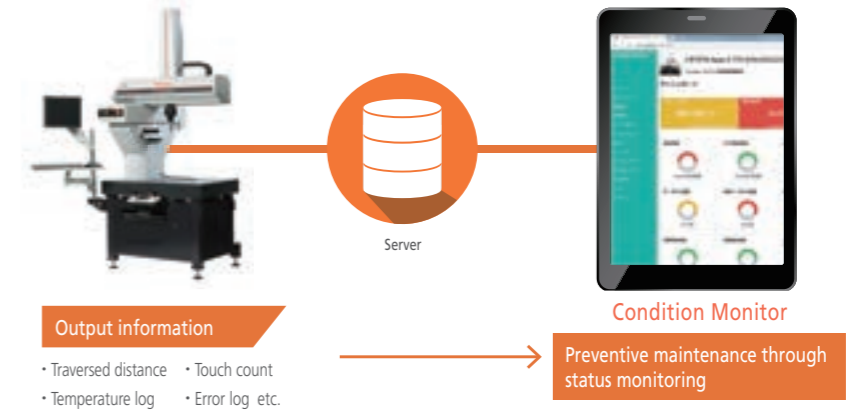 Server
Condition Monitor
Output information
・Traversed distance ・Touch count
・Temperature log ・Error log etc.
Preventive maintenance through
status monitoring